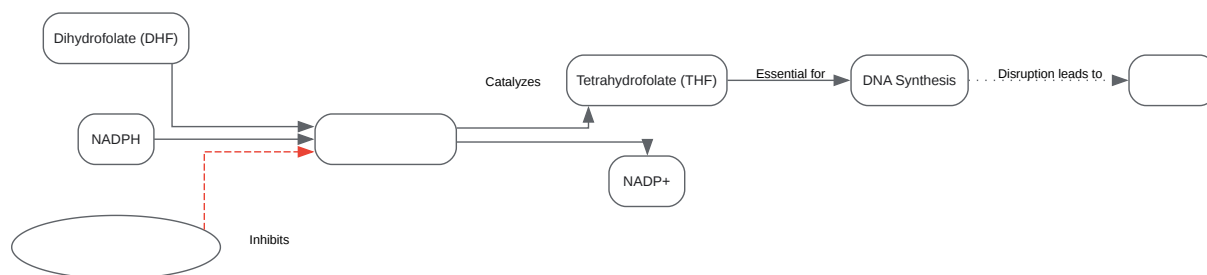 Dihydrofolate (DHF)
Catalyzes
Tetrahydrofolate (THF)
Essential for
DNA Synthesis
Disruption leads to
NADPH
NADP+
Inhibits